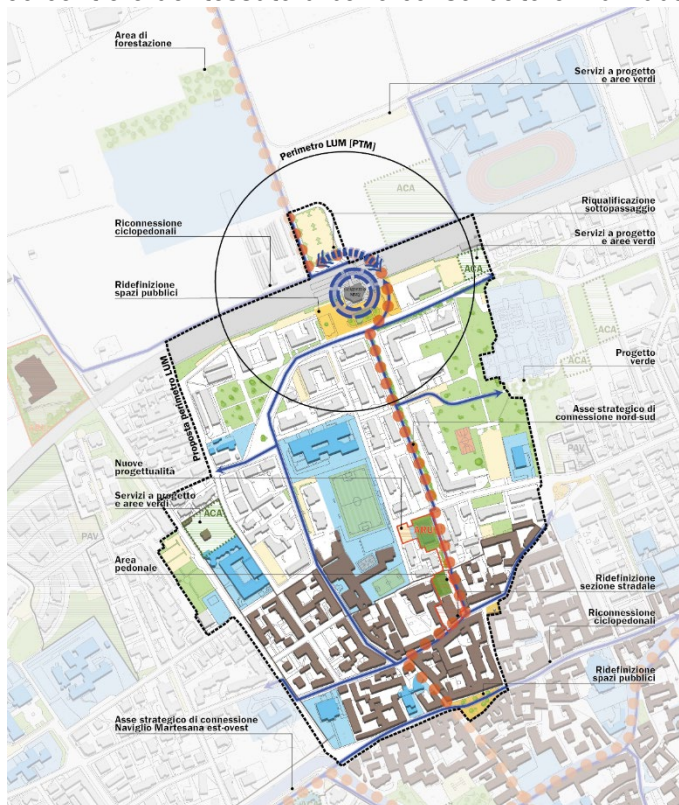 Area di
forestazione
Servizi a progetto
e aree verdi
Perimetro LUM [PTM]
ACA
Riconnessione
ciclopedonali
Riqualificazione
sottopassaggio
Servizi a progetto
e aree verdi
ACA
Ridefinizione
spazi pubblici
ACA
ACA
Progetto
verde
Proposta perimetro LUM
Asse strategico di
connessione nord-sud
Nuove
progettualità
PAV
Servizi a progetto
e aree verdi
ACA
PAV
Area
pedonale
Ridefinizione
sezione stradale
Riconnessione
ciclopedonali
Ridefinizione
spazi pubblici
Asse strategico di connessione
Naviglio Martesana est-ovest